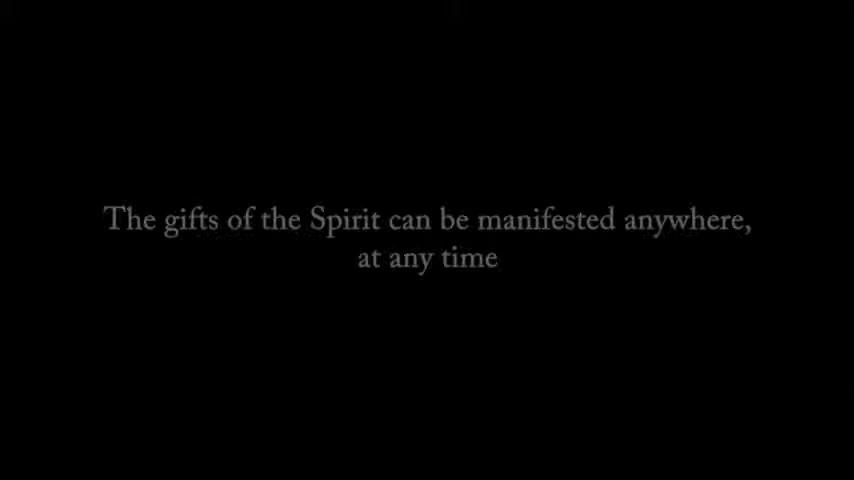 The gifts of the Spirit can be manifested anywhere,
at any time